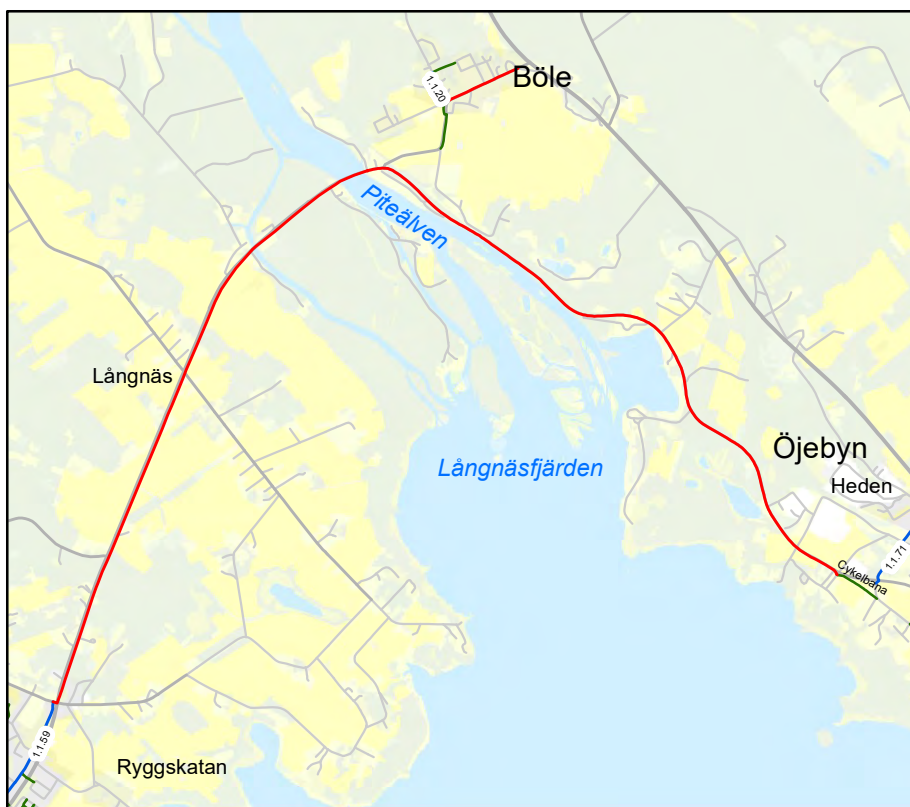 Böle
1.1.20
Piteälven
Långnäs
Öjebyn
Långnäsfjärden
Heden
1.1.71
Cykelbana
1.1.59
Ryggskatan